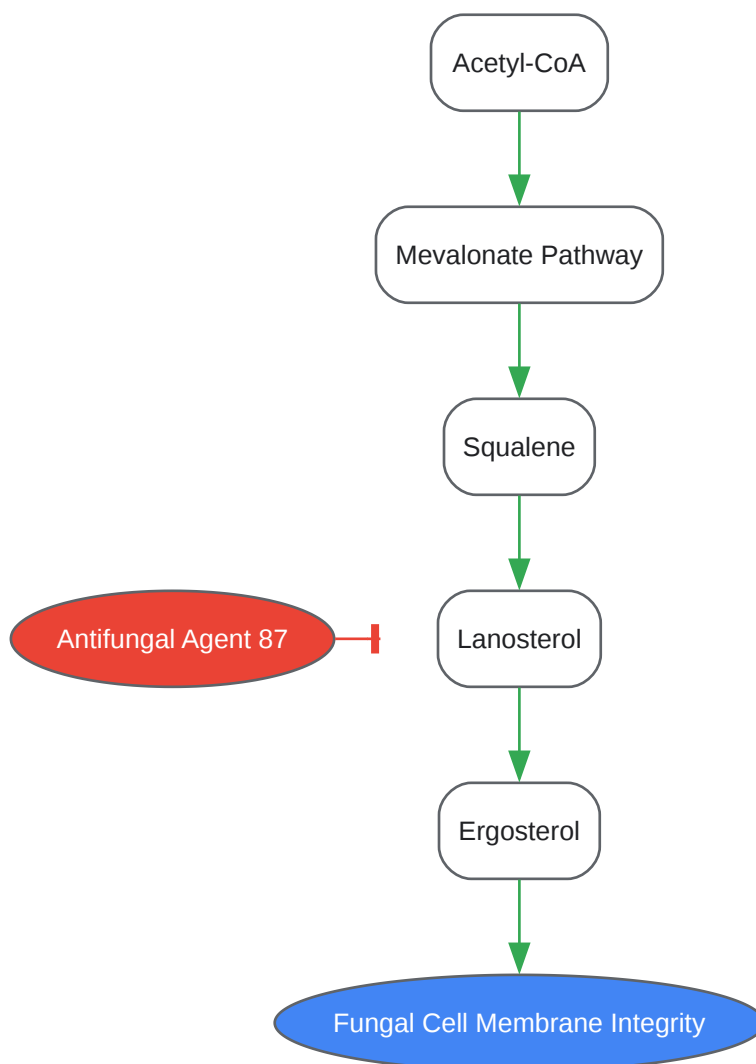 Acetyl-CoA
Mevalonate Pathway
Squalene
Antifungal Agent 87
Lanosterol
Ergosterol
Fungal Cell Membrane Integrity